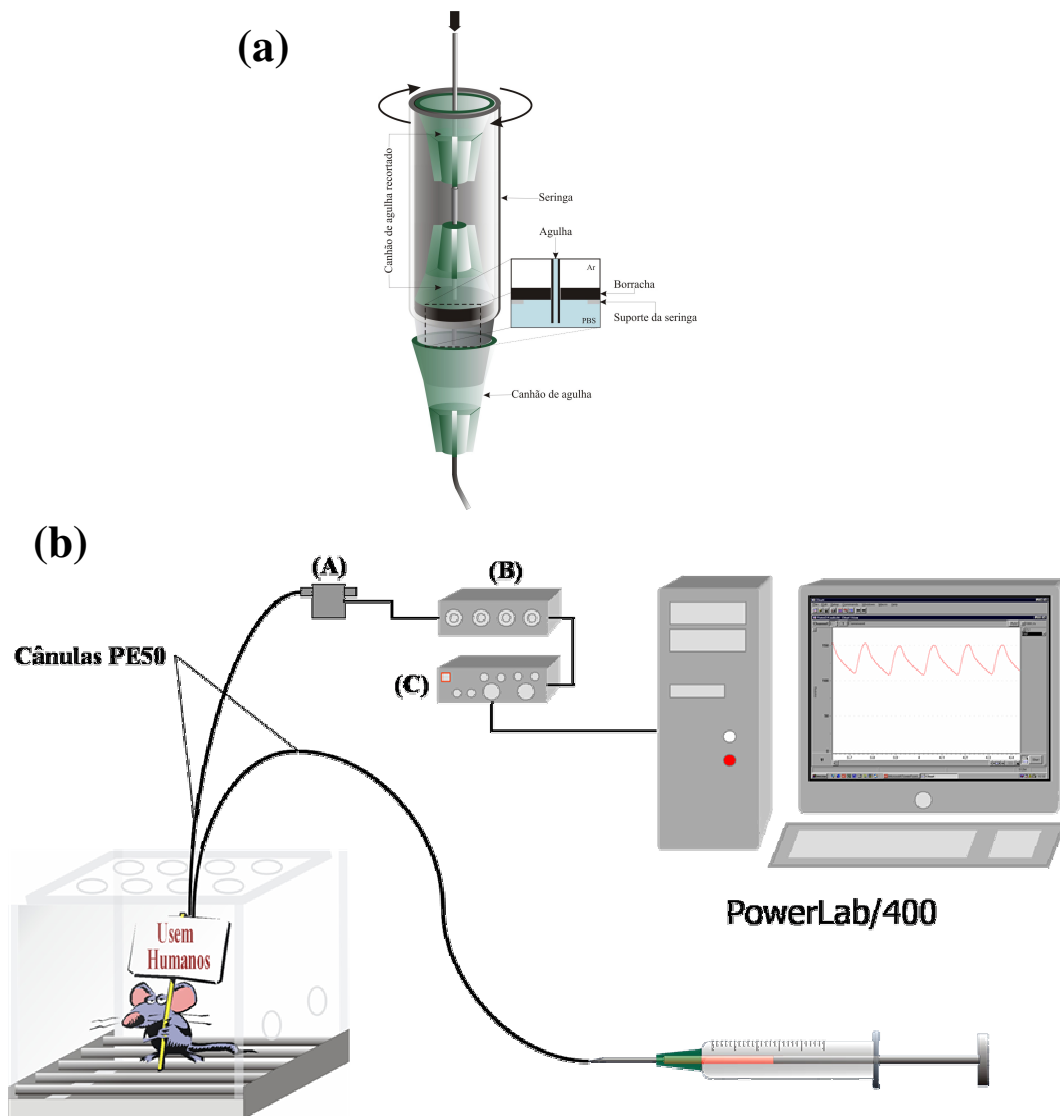 (a)
Canhão de agulha recortado
Seringa
Agulha
Ar
Borracha
Suporte da seringa
PBS
Canhão de agulha
(b)
(A)
(B)
Cânulas PE50
(C)
Usem
Humanos
PowerLab/400